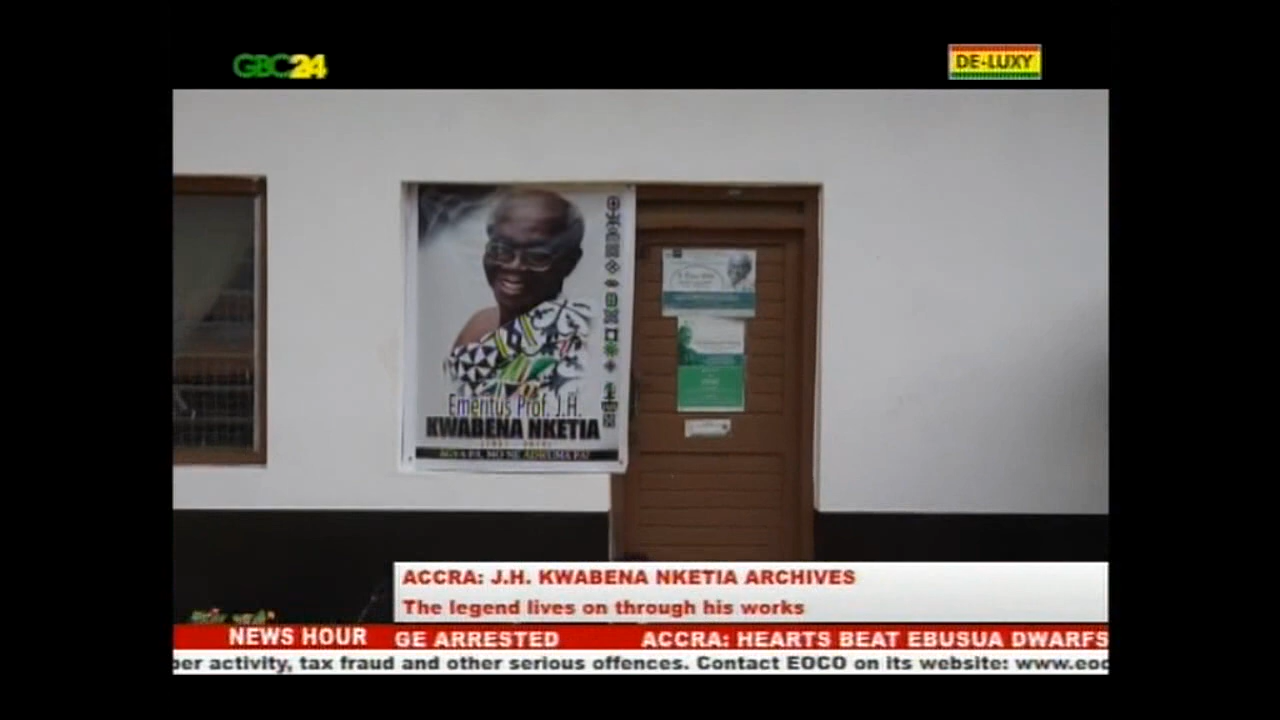 GBC24
DE-LUXY
Emeritus Prof. J.H.
KWABENA NKETIA
ACCRA: J.H. KWABENA NKETIA ARCHIVES
The legend lives on through his works
NEWS HOUR
GE ARRESTED ACCRA: HEARTS BEAT EBUSUA DWARFS
ber activity, tax fraud and other serious offences. Contact EOCO on its website: www.eoc